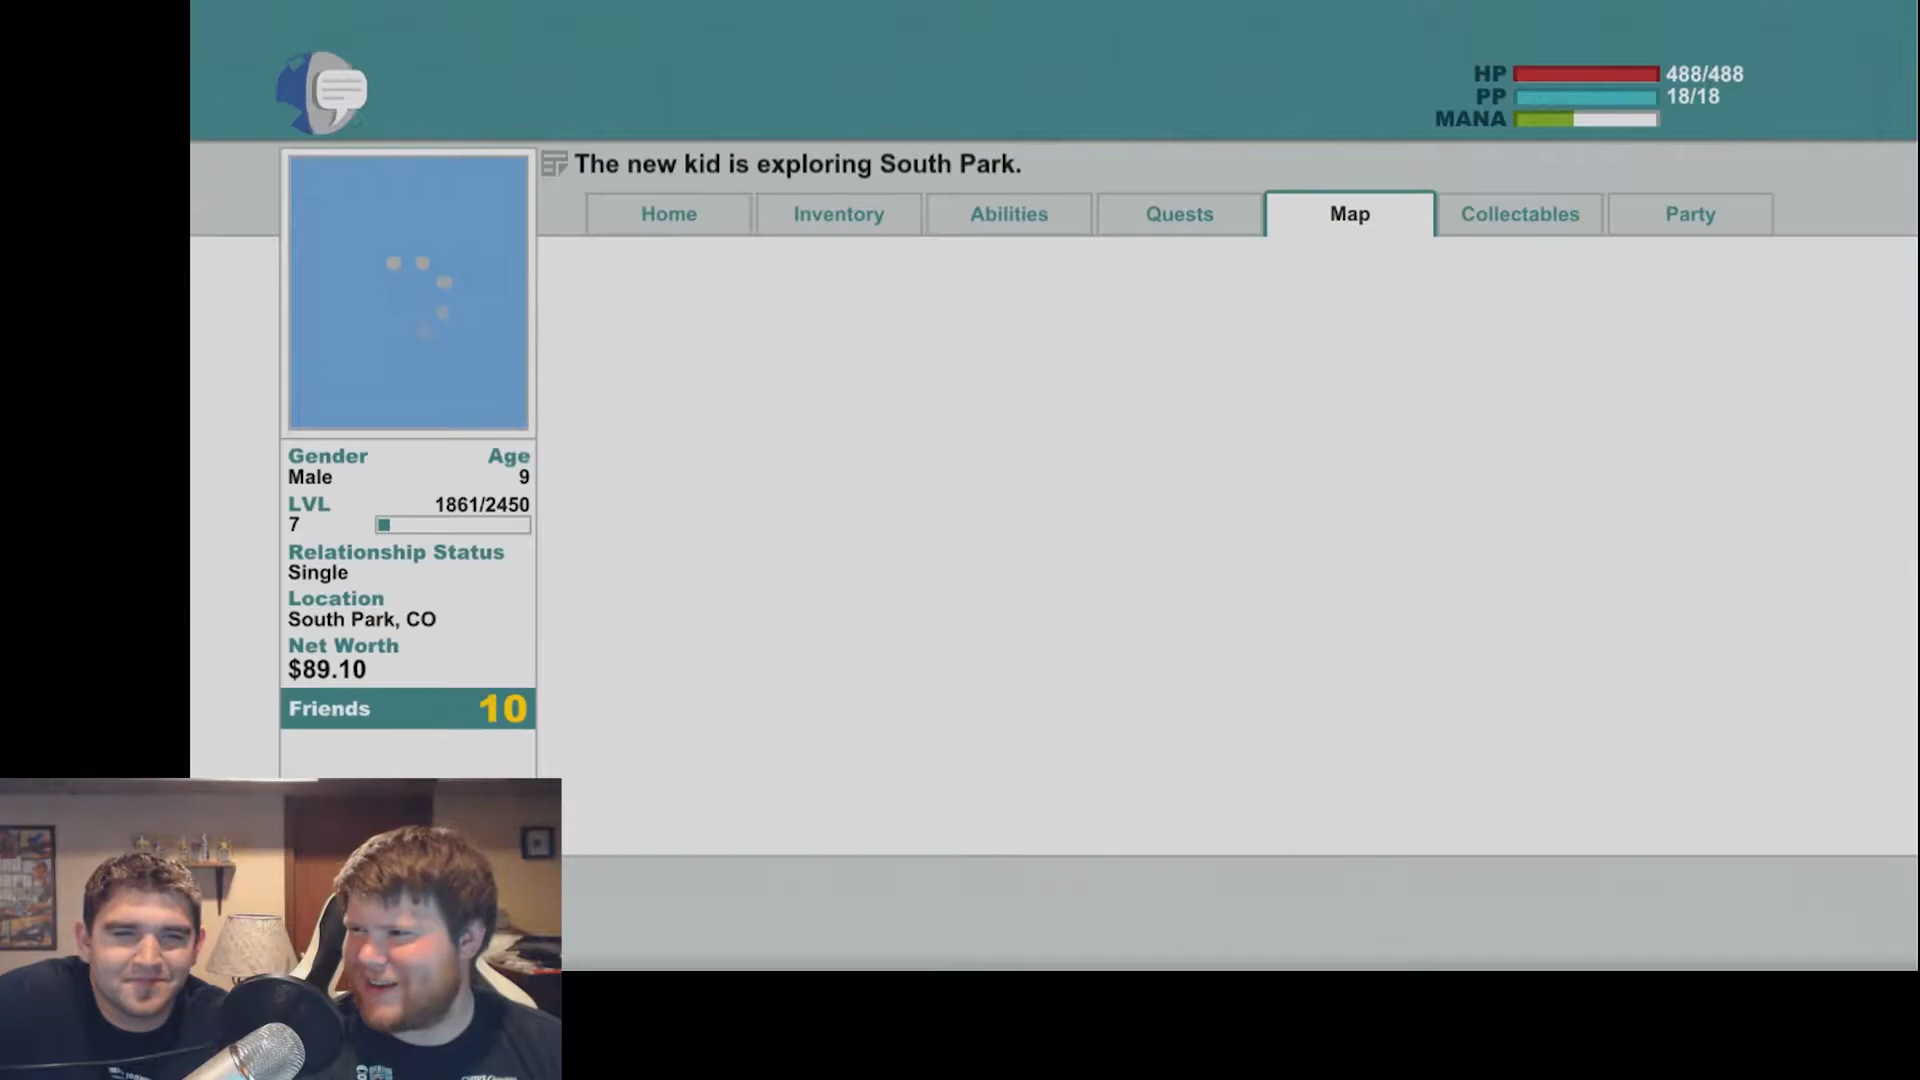 HP 488/488
PP 18/18
MANA
The new kid is exploring South Park.
Home Inventory Abilities Quests Map Collectables Party
Gender Age
Male 9
LVL 1861/2450
7
Relationship Status
Single
Location
South Park, CO
Net Worth
$89.10
Friends 10